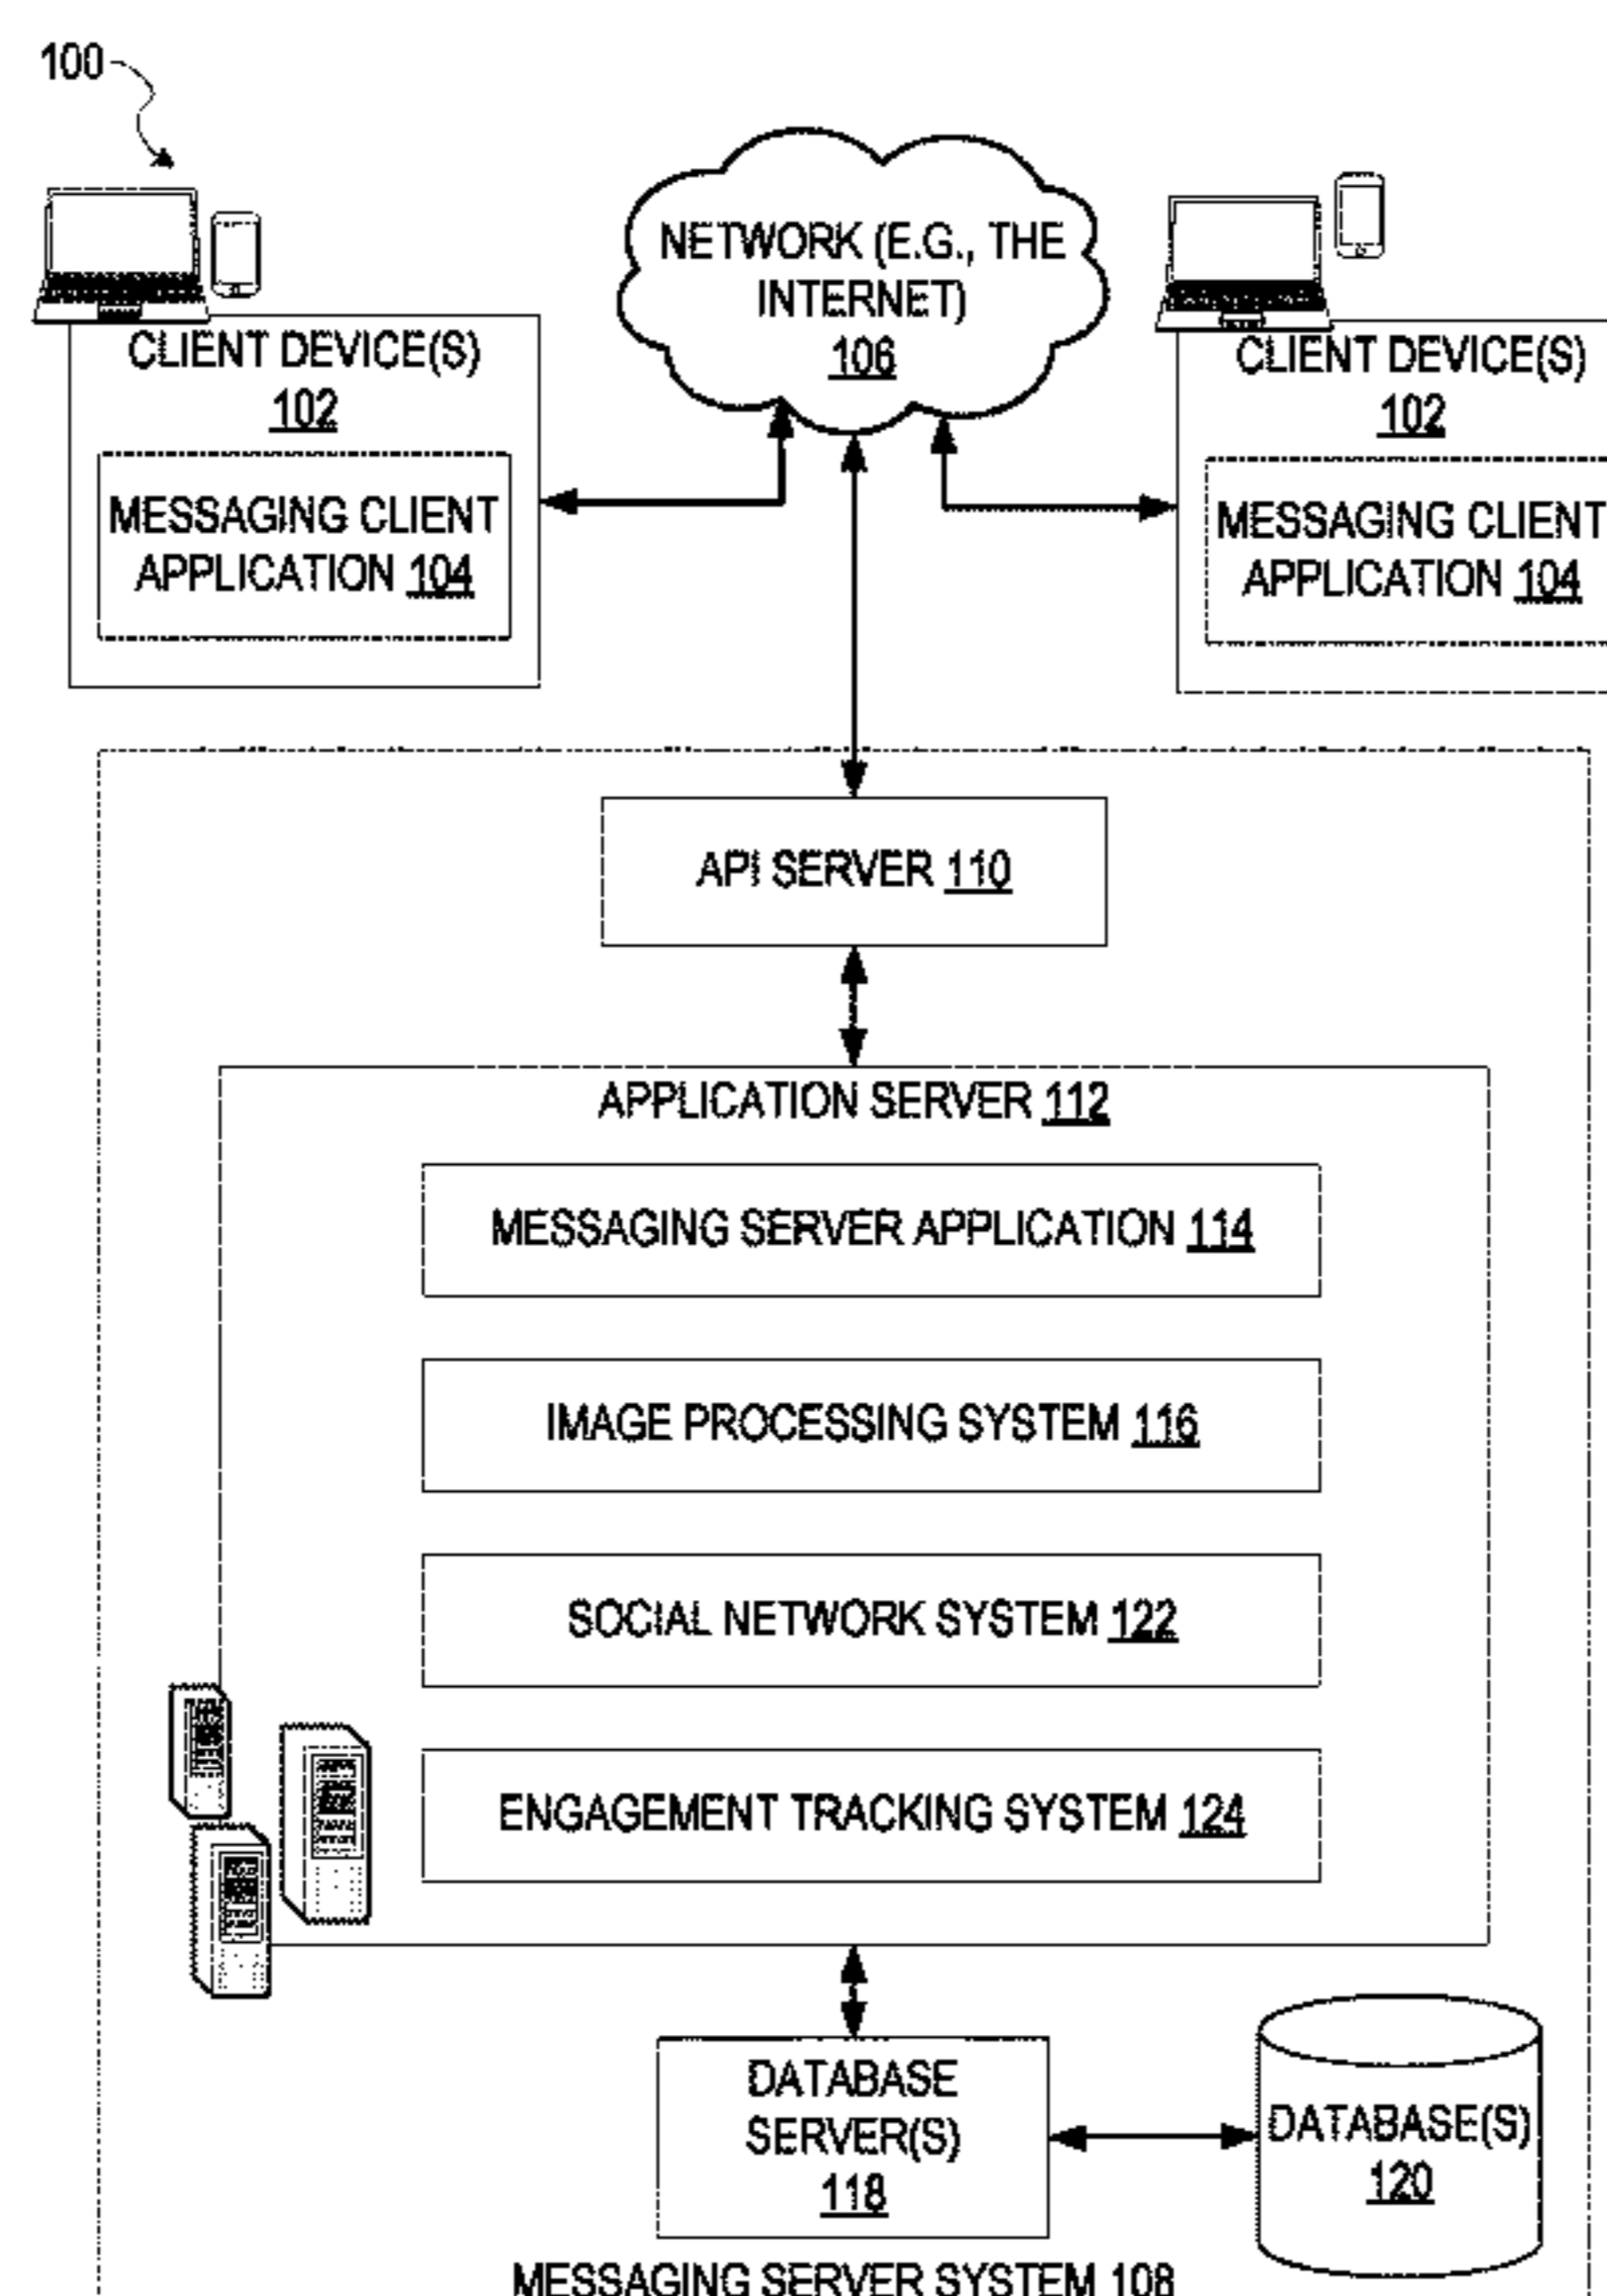 100
NETWORK (E.G., THE
INTERNET)
106
CLIENT DEVICE(S)
102
MESSAGING CLIENT
APPLICATION 104
CLIENT DEVICE(S)
102
MESSAGING CLIENT
APPLICATION 104
API SERVER 110
APPLICATION SERVER 112
MESSAGING SERVER APPLICATION 114
IMAGE PROCESSING SYSTEM 116
SOCIAL NETWORK SYSTEM 122
ENGAGEMENT TRACKING SYSTEM 124
DATABASE
SERVER(S)
118
DATABASE(S)
120
MESSAGING SERVER SYSTEM 108